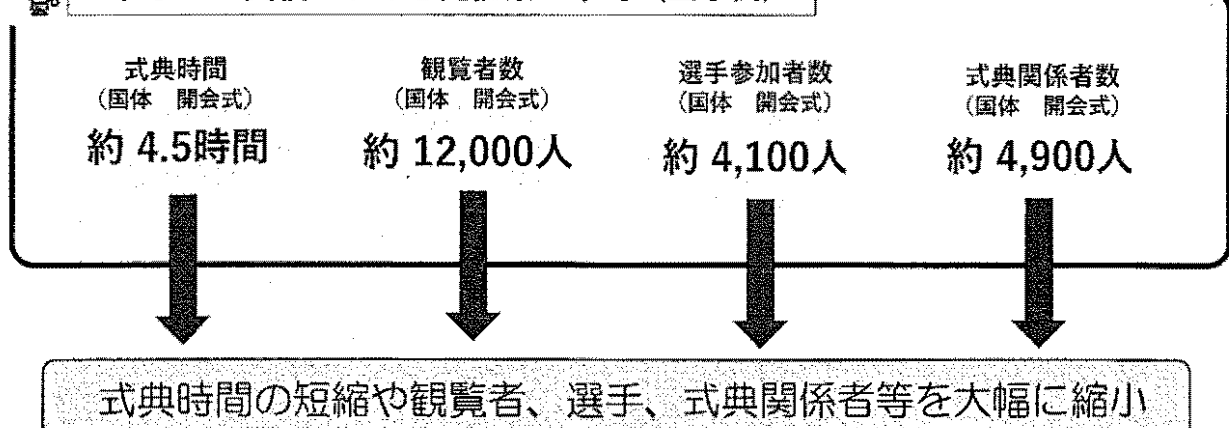 式典時間
(国体 開会式)
約 4.5時間
観覧者数
(国体 開会式)
約 12,000人
選手参加者数
(国体 開会式)
約 4,100人
式典関係者数
(国体 開会式)
約 4,900人
式典時間の短縮や観覧者、選手、式典関係者等を大幅に縮小